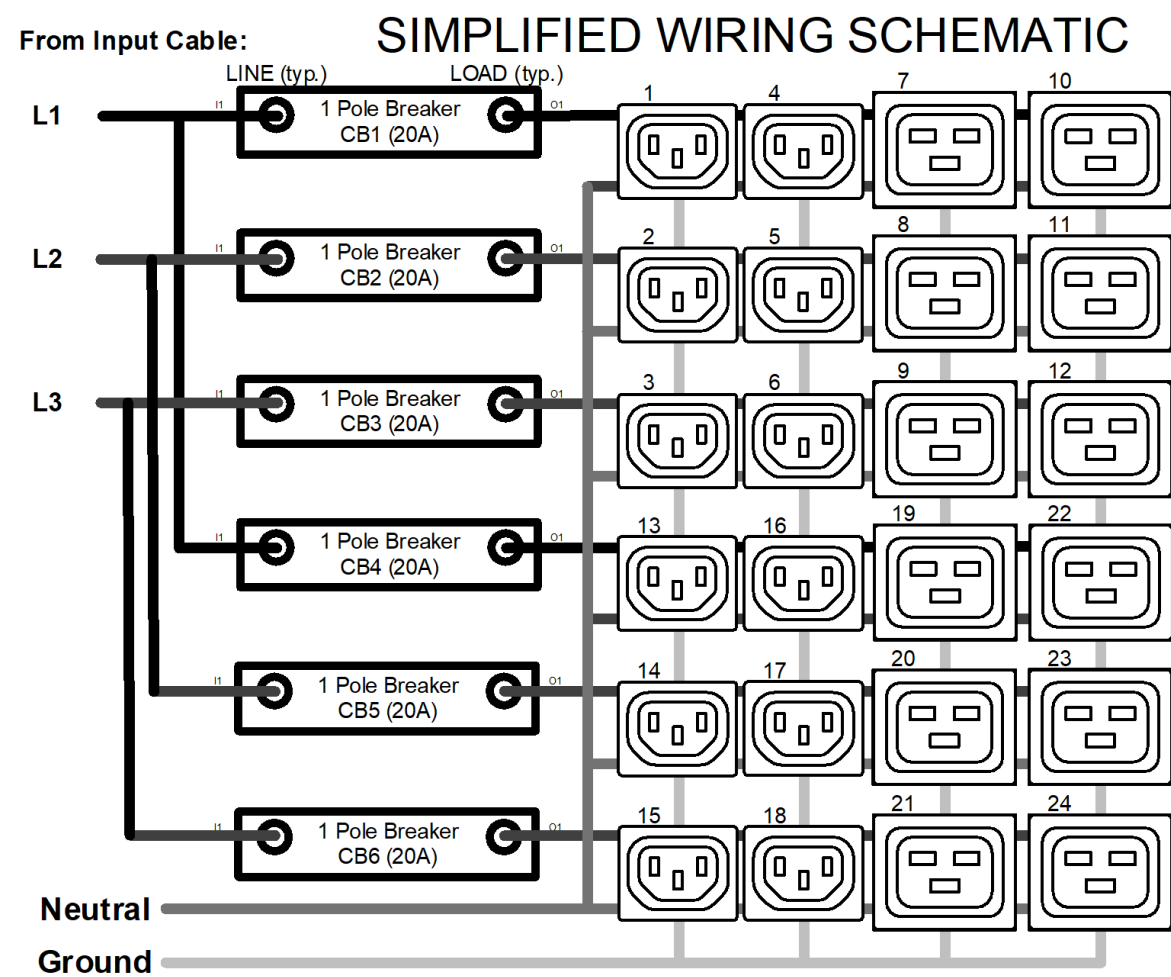 SIMPLIFIED WIRING SCHEMATIC
From Input Cable:
LINE (typ.)
LOAD (typ.)
7
10
1
4
L1
I1
1 Pole Breaker
CB1 (20A)
O1
8
11
2
5
L2
I1
1 Pole Breaker
CB2 (20A)
O1
9
12
3
6
L3
I1
1 Pole Breaker
CB3 (20A)
O1
19
22
13
16
I1
1 Pole Breaker
CB4 (20A)
O1
20
23
14
17
I1
1 Pole Breaker
CB5 (20A)
O1
21
24
15
18
I1
1 Pole Breaker
CB6 (20A)
O1
Neutral
Ground